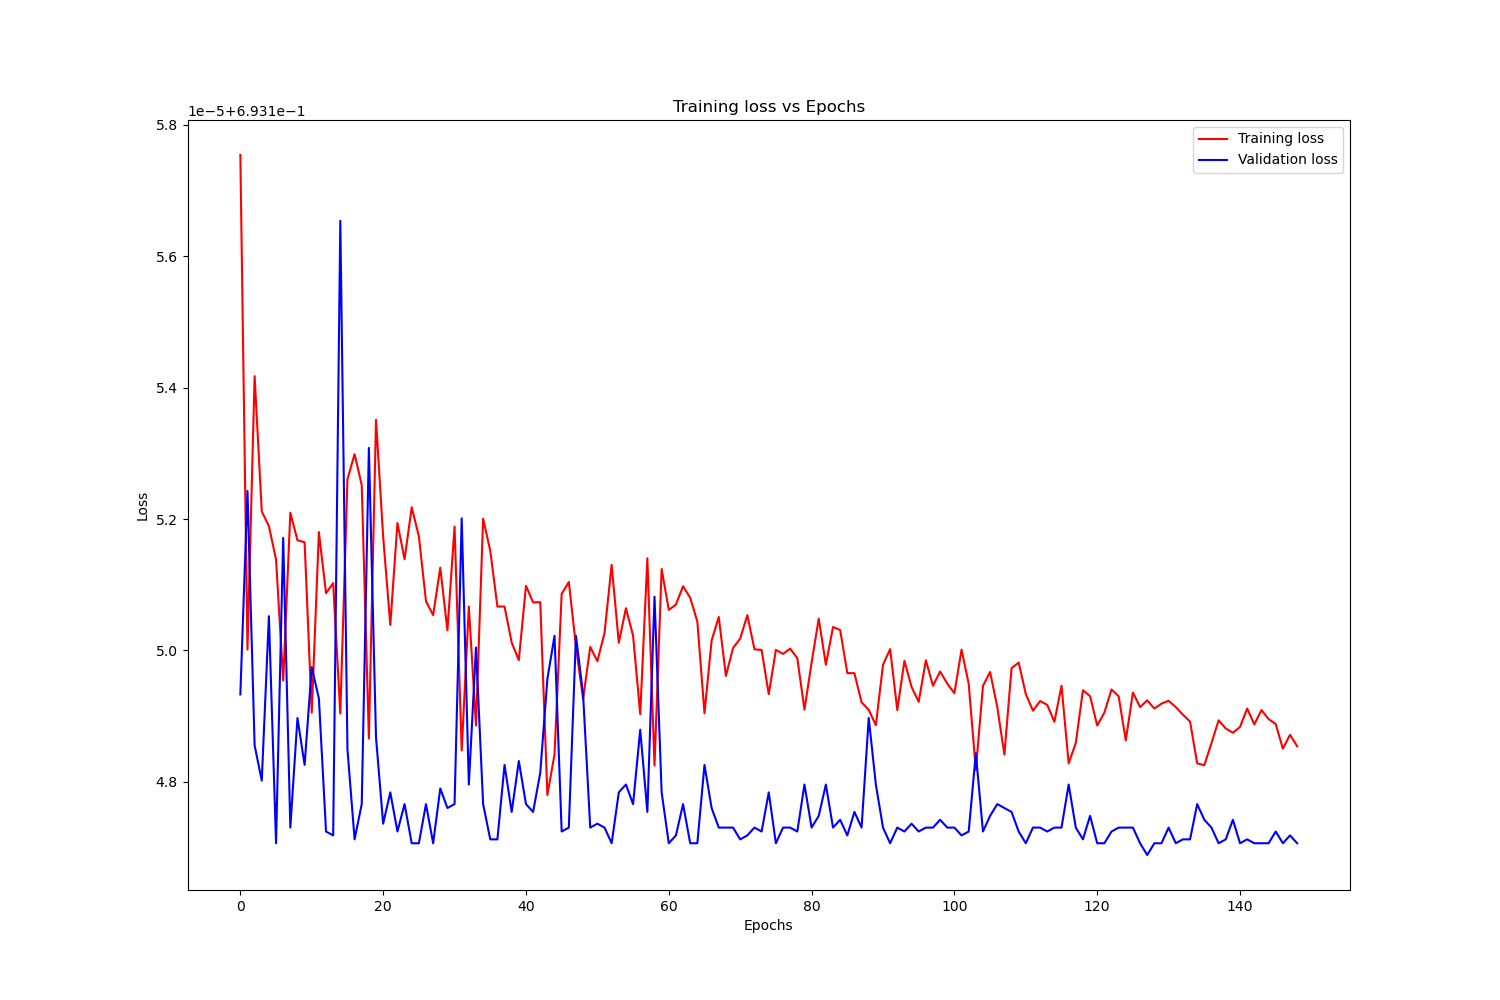 Training loss vs Epochs
1e−5+6.931e−1
Training loss
Validation loss
5.8
5.6
5.4
5.2
5.0
4.8
Loss
0 20 40 60 80 100 120 140
Epochs